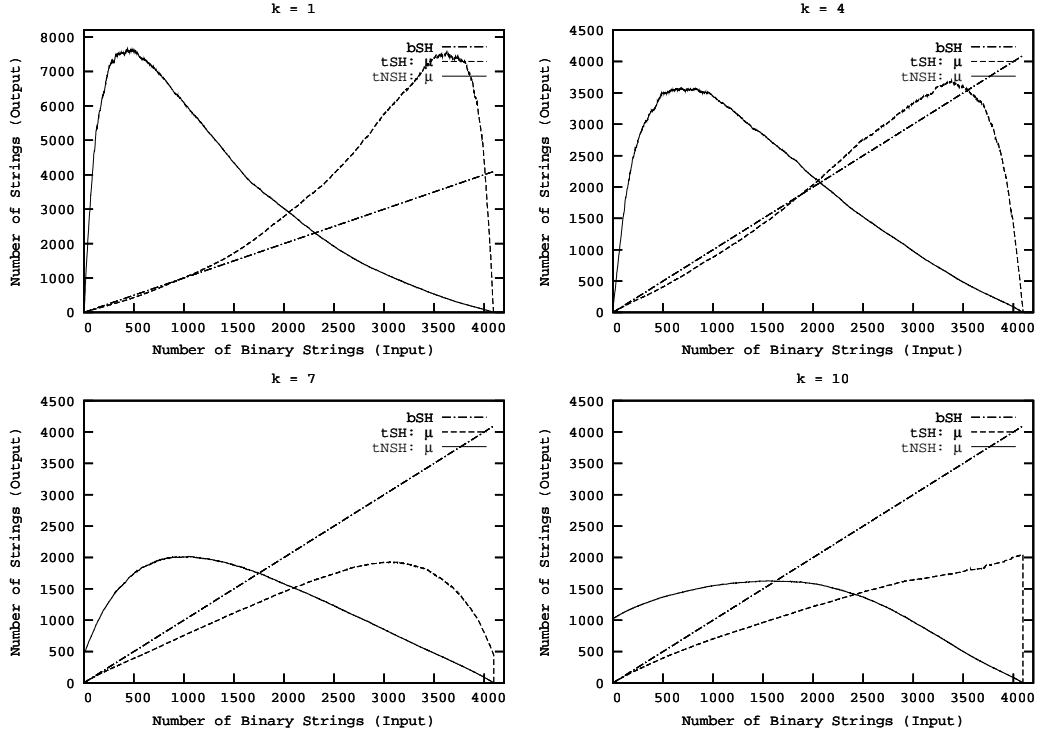 k = 1
8000
7000
6000
5000
4000
3000
2000
1000
0
Number of Strings (Output)
bSH
tSH: μ
tNSH: μ
0 500 1000 1500 2000 2500 3000 3500 4000
Number of Binary Strings (Input)
k = 4
4500
4000
3500
3000
2500
2000
1500
1000
500
0
Number of Strings (Output)
bSH
tSH: μ
tNSH: μ
0 500 1000 1500 2000 2500 3000 3500 4000
Number of Binary Strings (Input)
k = 7
4500
4000
3500
3000
2500
2000
1500
1000
500
0
Number of Strings (Output)
bSH
tSH: μ
tNSH: μ
0 500 1000 1500 2000 2500 3000 3500 4000
Number of Binary Strings (Input)
k = 10
4500
4000
3500
3000
2500
2000
1500
1000
500
0
Number of Strings (Output)
bSH
tSH: μ
tNSH: μ
0 500 1000 1500 2000 2500 3000 3500 4000
Number of Binary Strings (Input)